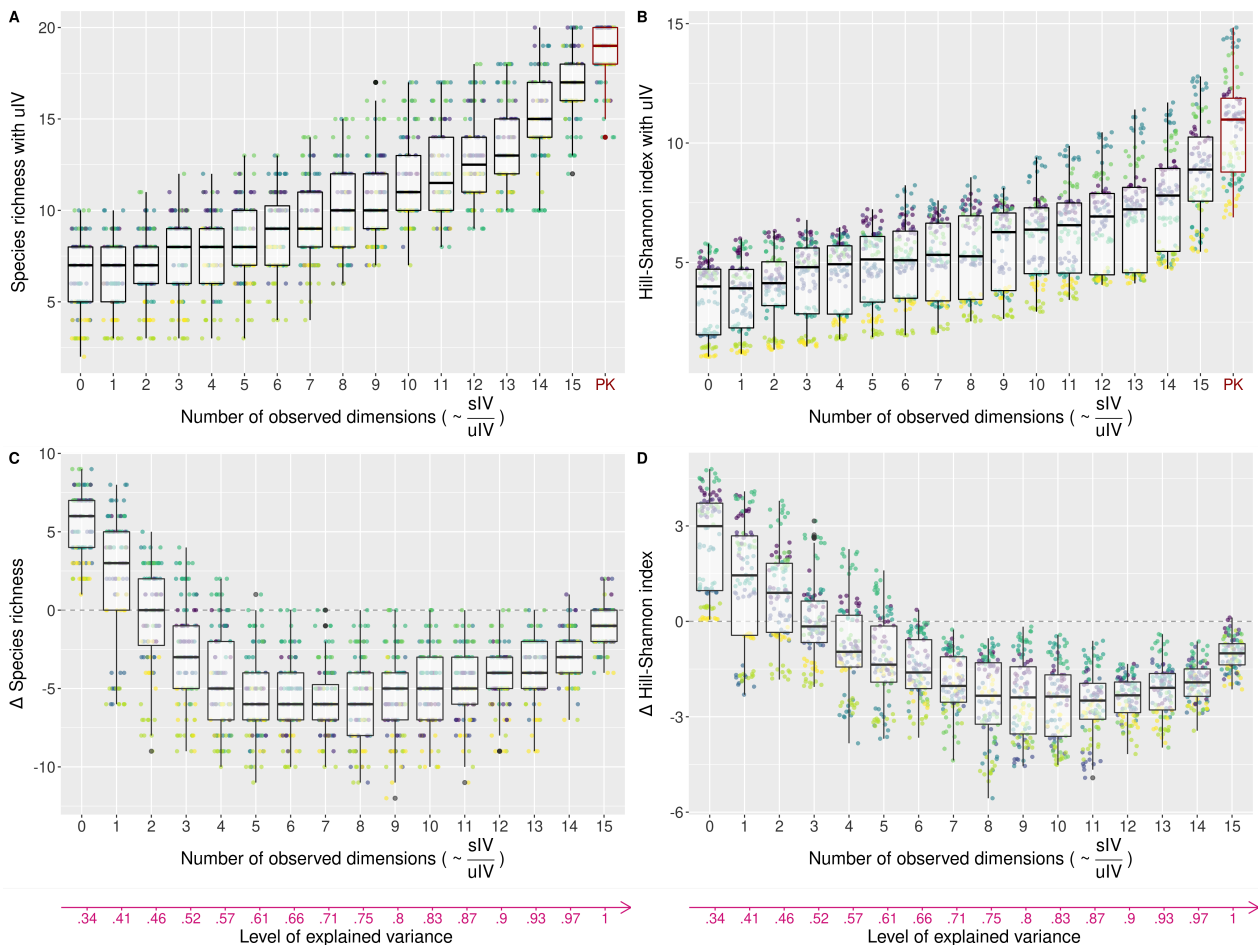 A
Species richness with uIV
20
15
10
5
0 1 2 3 4 5 6 7 8 9 10 11 12 13 14 15 PK
Number of observed dimensions ( ~ sIV / uIV )
B
Hill-Shannon index with uIV
15
10
5
0 1 2 3 4 5 6 7 8 9 10 11 12 13 14 15 PK
Number of observed dimensions ( ~ sIV / uIV )
C
Δ Species richness
10
5
0
-5
-10
0 1 2 3 4 5 6 7 8 9 10 11 12 13 14 15
Number of observed dimensions ( ~ sIV / uIV )
.34 .41 .46 .52 .57 .61 .66 .71 .75 .8 .83 .87 .9 .93 .97 1
Level of explained variance
D
Δ Hill-Shannon index
3
0
-3
-6
0 1 2 3 4 5 6 7 8 9 10 11 12 13 14 15
Number of observed dimensions ( ~ sIV / uIV )
.34 .41 .46 .52 .57 .61 .66 .71 .75 .8 .83 .87 .9 .93 .97 1
Level of explained variance